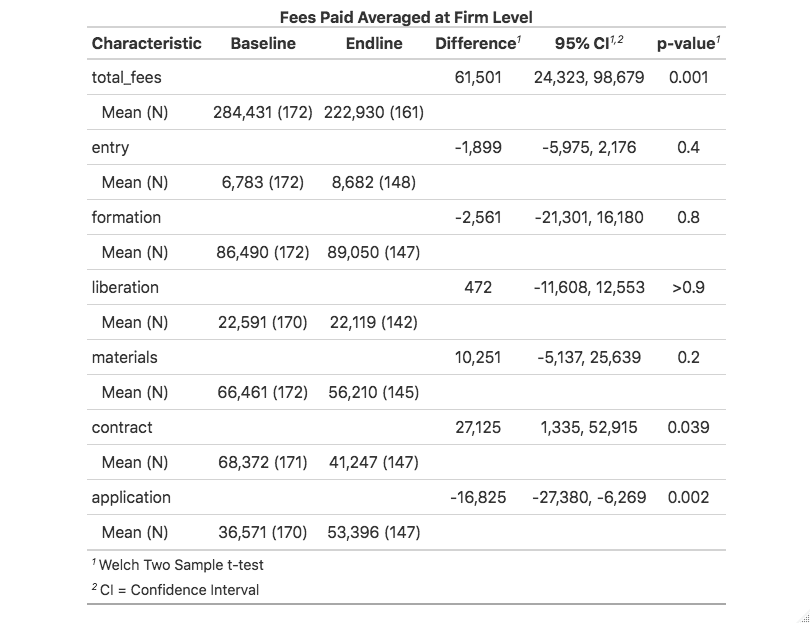 Fees Paid Averaged at Firm Level
Characteristic Baseline Endline Difference¹ 95% CI¹,² p-value¹
total_fees 61,501 24,323, 98,679 0.001
Mean (N) 284,431 (172) 222,930 (161)
entry -1,899 -5,975, 2,176 0.4
Mean (N) 6,783 (172) 8,682 (148)
formation -2,561 -21,301, 16,180 0.8
Mean (N) 86,490 (172) 89,050 (147)
liberation 472 -11,608, 12,553 >0.9
Mean (N) 22,591 (170) 22,119 (142)
materials 10,251 -5,137, 25,639 0.2
Mean (N) 66,461 (172) 56,210 (145)
contract 27,125 1,335, 52,915 0.039
Mean (N) 68,372 (171) 41,247 (147)
application -16,825 -27,380, -6,269 0.002
Mean (N) 36,571 (170) 53,396 (147)
¹ Welch Two Sample t-test
² CI = Confidence Interval